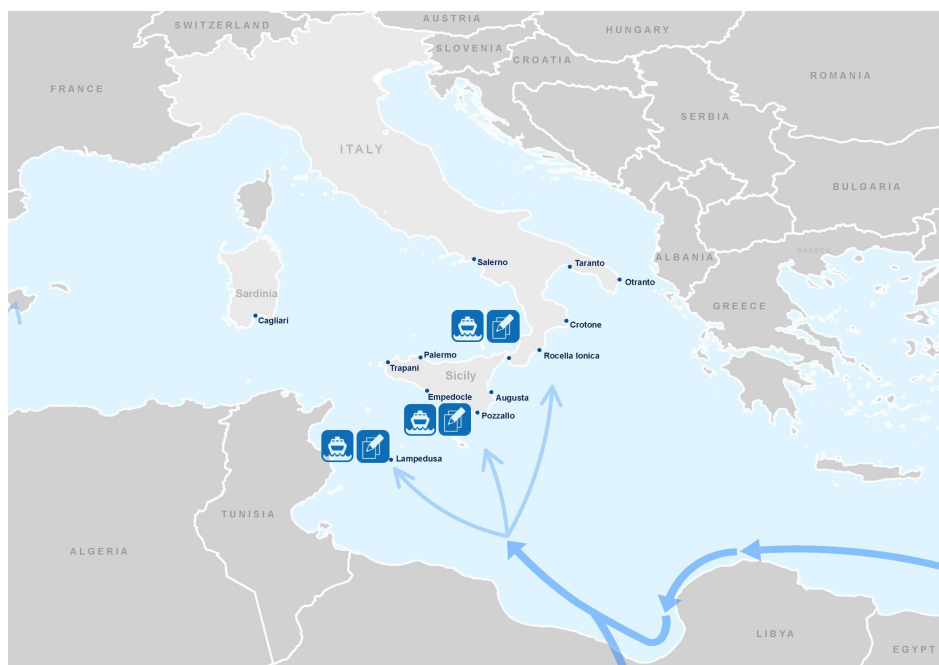 AUSTRIA
SWITZERLAND
HUNGARY
SLOVENIA
CROATIA
ROMANIA
FRANCE
SERBIA
ITALY
BULGARIA
GREECE
ALBANIA
Salerno
Taranto
Otranto
Sardinia
GREECE
Cagliari
Crotone
Palermo
Rocella Ionica
Trapani
Sicily
Empedocle
Augusta
Pozzallo
Lampedusa
TUNISIA
ALGERIA
LIBYA
EGYPT